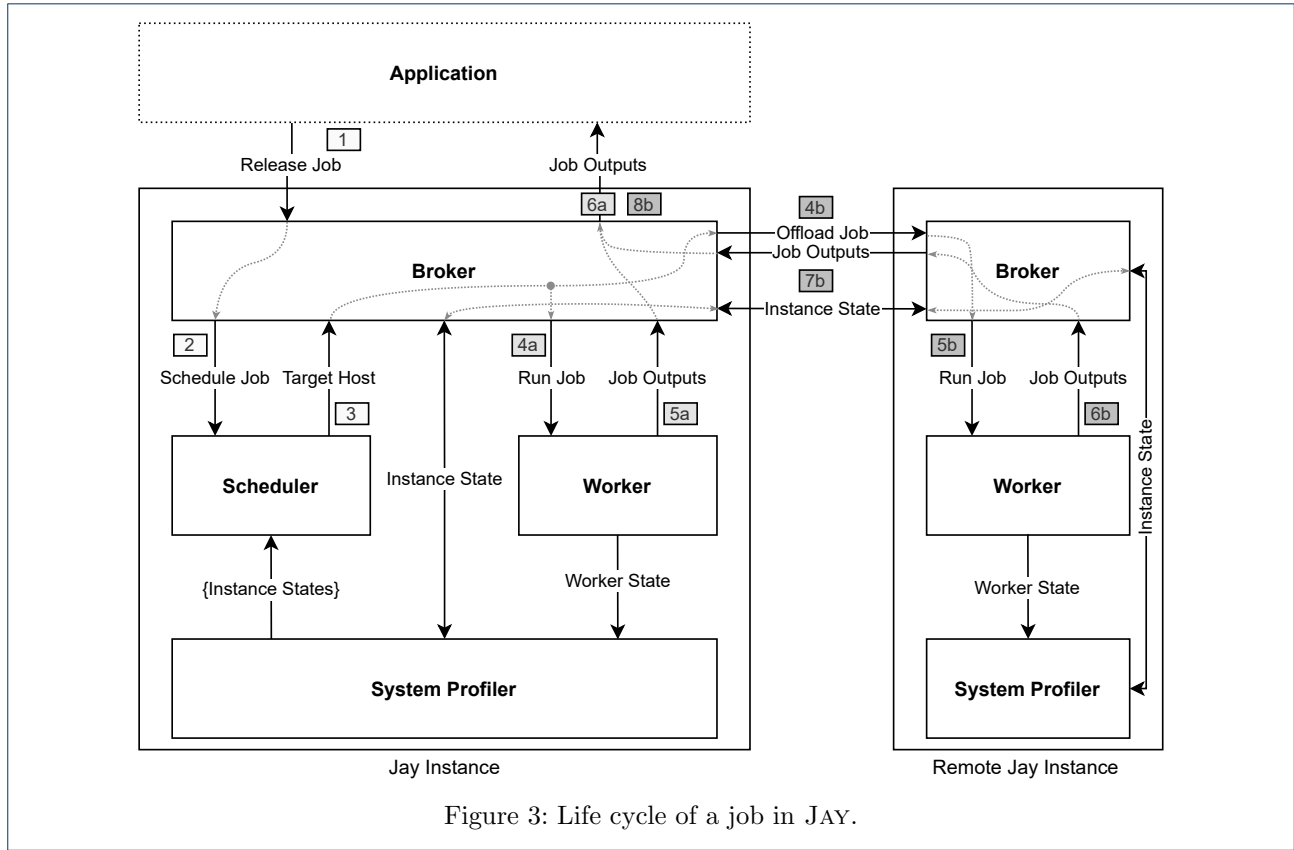 Application
1
Release Job
Job Outputs
6a
8b
4b
Offload Job
Job Outputs
Broker
Broker
7b
Instance State
2
4a
5b
Schedule Job
Target Host
Run Job
Job Outputs
Run Job
Job Outputs
3
5a
6b
Scheduler
Instance State
Worker
Worker
Instance State
{Instance States}
Worker State
Worker State
System Profiler
System Profiler
Jay Instance
Remote Jay Instance
Figure 3: Life cycle of a job in JAY.